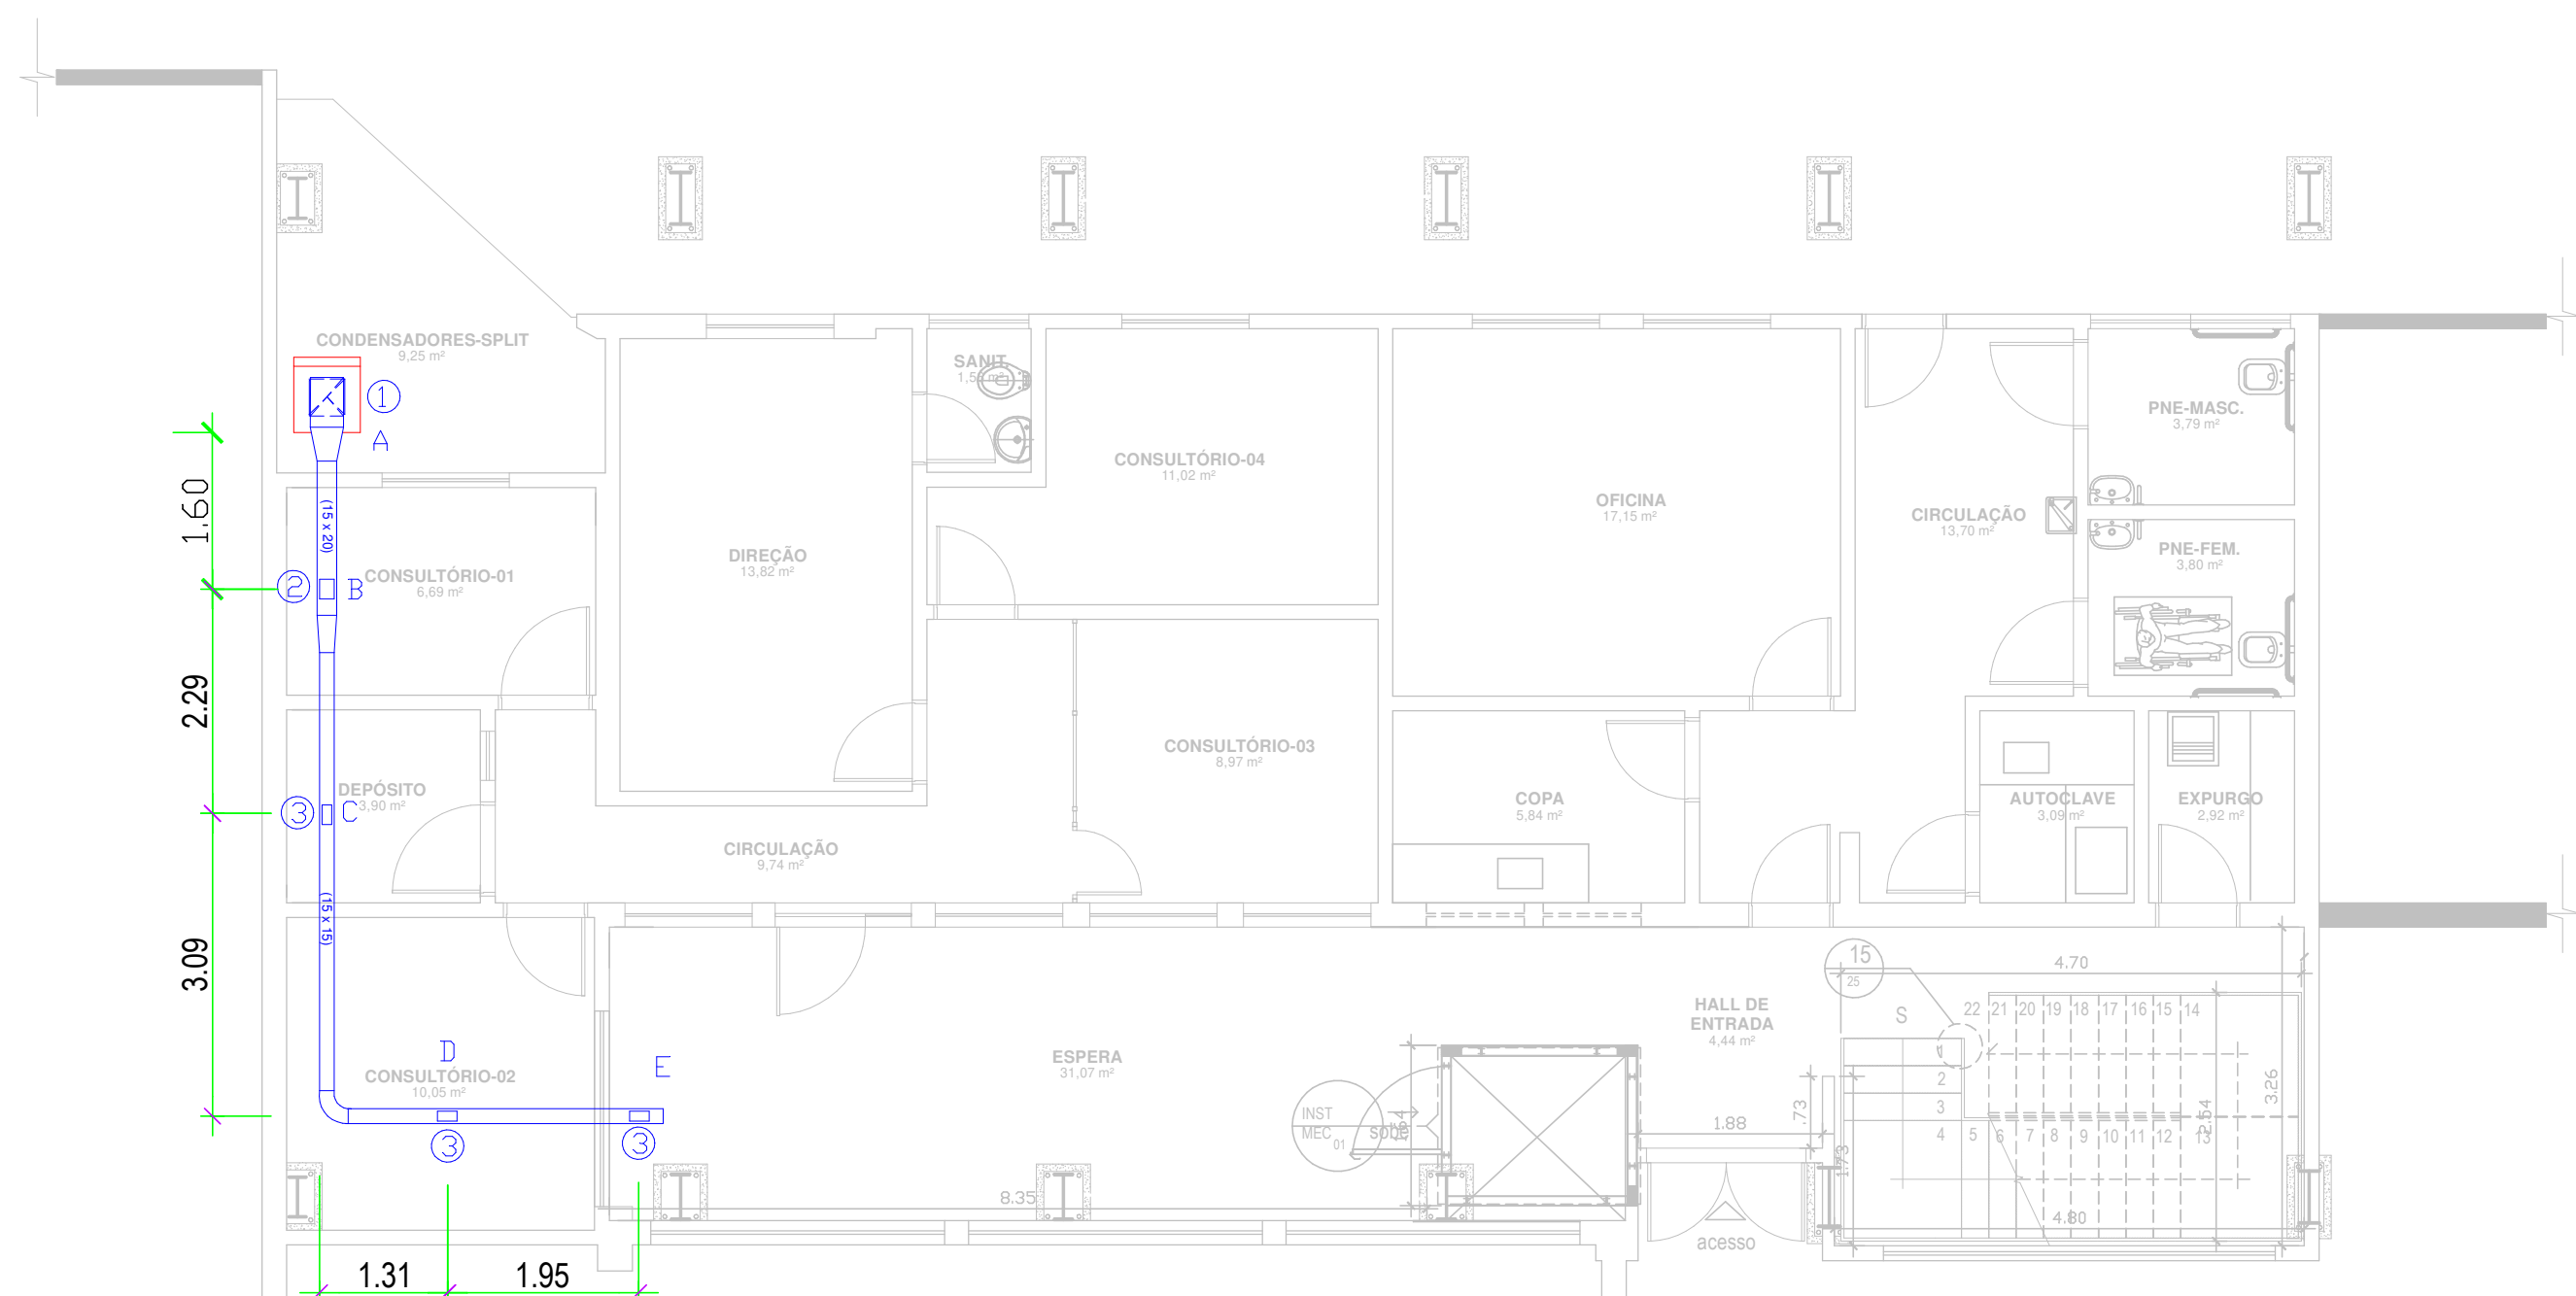 CONDENSADORES-SPLIT
9,25 m²
1
A
1.60
(15 x 20)
2
B
CONSULTÓRIO-01
6,69 m²
2.29
DEPÓSITO
3,90 m²
3
C
(15 x 15)
3.09
D
CONSULTÓRIO-02
10,05 m²
E
3
3
1.31
1.95
DIREÇÃO
13,82 m²
SANIT.
CONSULTÓRIO-04
11,02 m²
CONSULTÓRIO-03
8,97 m²
CIRCULAÇÃO
9,74 m²
OFICINA
17,15 m²
CIRCULAÇÃO
13,70 m²
PNE-MASC.
3,79 m²
PNE-FEM.
3,80 m²
COPA
5,84 m²
AUTOCLAVE
3,09 m²
EXPURGO
2,92 m²
ESPERA
31,07 m²
8.35
INST
MEC
01
sobe
HALL DE
ENTRADA
4,44 m²
1.88
.73
1.73
acesso
15
25
4.70
S
22 21 20 19 18 17 16 15 14
1
2
3
4 5 6 7 8 9 10 11 12 13
2.54
3.26
4.80